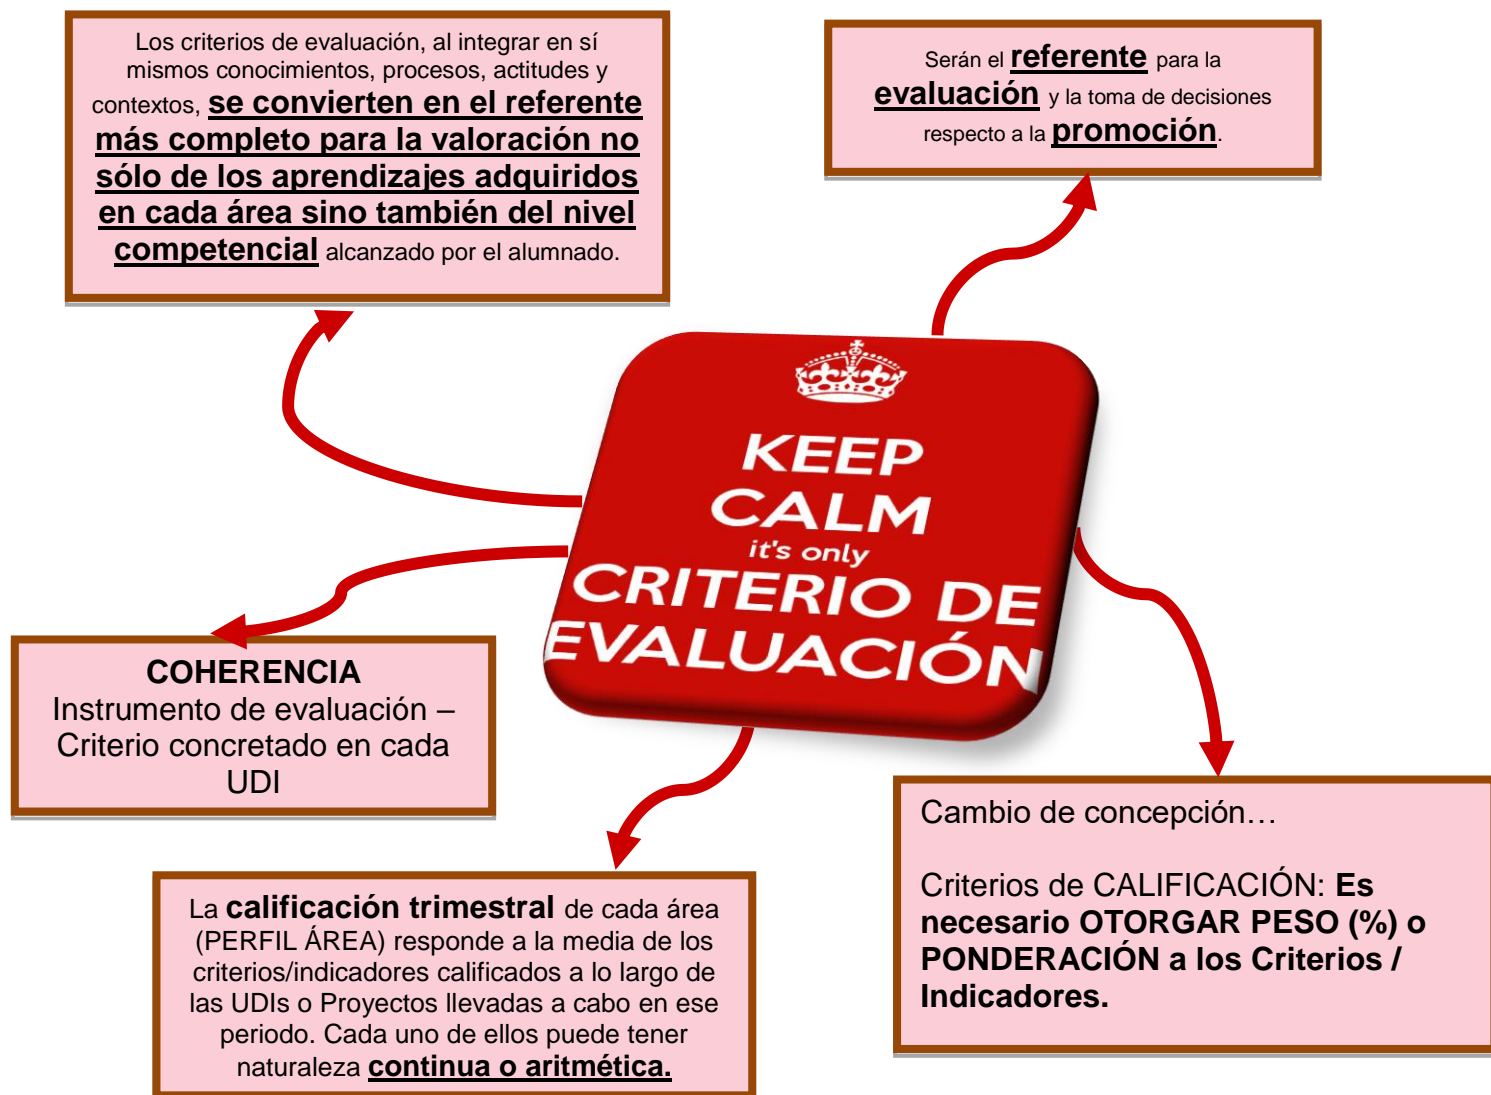 Los criterios de evaluación, al integrar en sí
mismos conocimientos, procesos, actitudes y
contextos, se convierten en el referente
más completo para la valoración no
sólo de los aprendizajes adquiridos
en cada área sino también del nivel
competencial alcanzado por el alumnado.
Serán el referente para la
evaluación y la toma de decisiones
respecto a la promoción.
KEEP
CALM
it's only
CRITERIO DE
EVALUACIÓN
COHERENCIA
Instrumento de evaluación –
Criterio concretado en cada
UDI
Cambio de concepción…
Criterios de CALIFICACIÓN: Es
necesario OTORGAR PESO (%) o
PONDERACIÓN a los Criterios /
Indicadores.
La calificación trimestral de cada área
(PERFIL ÁREA) responde a la media de los
criterios/indicadores calificados a lo largo de
las UDIs o Proyectos llevadas a cabo en ese
periodo. Cada uno de ellos puede tener
naturaleza continua o aritmética.